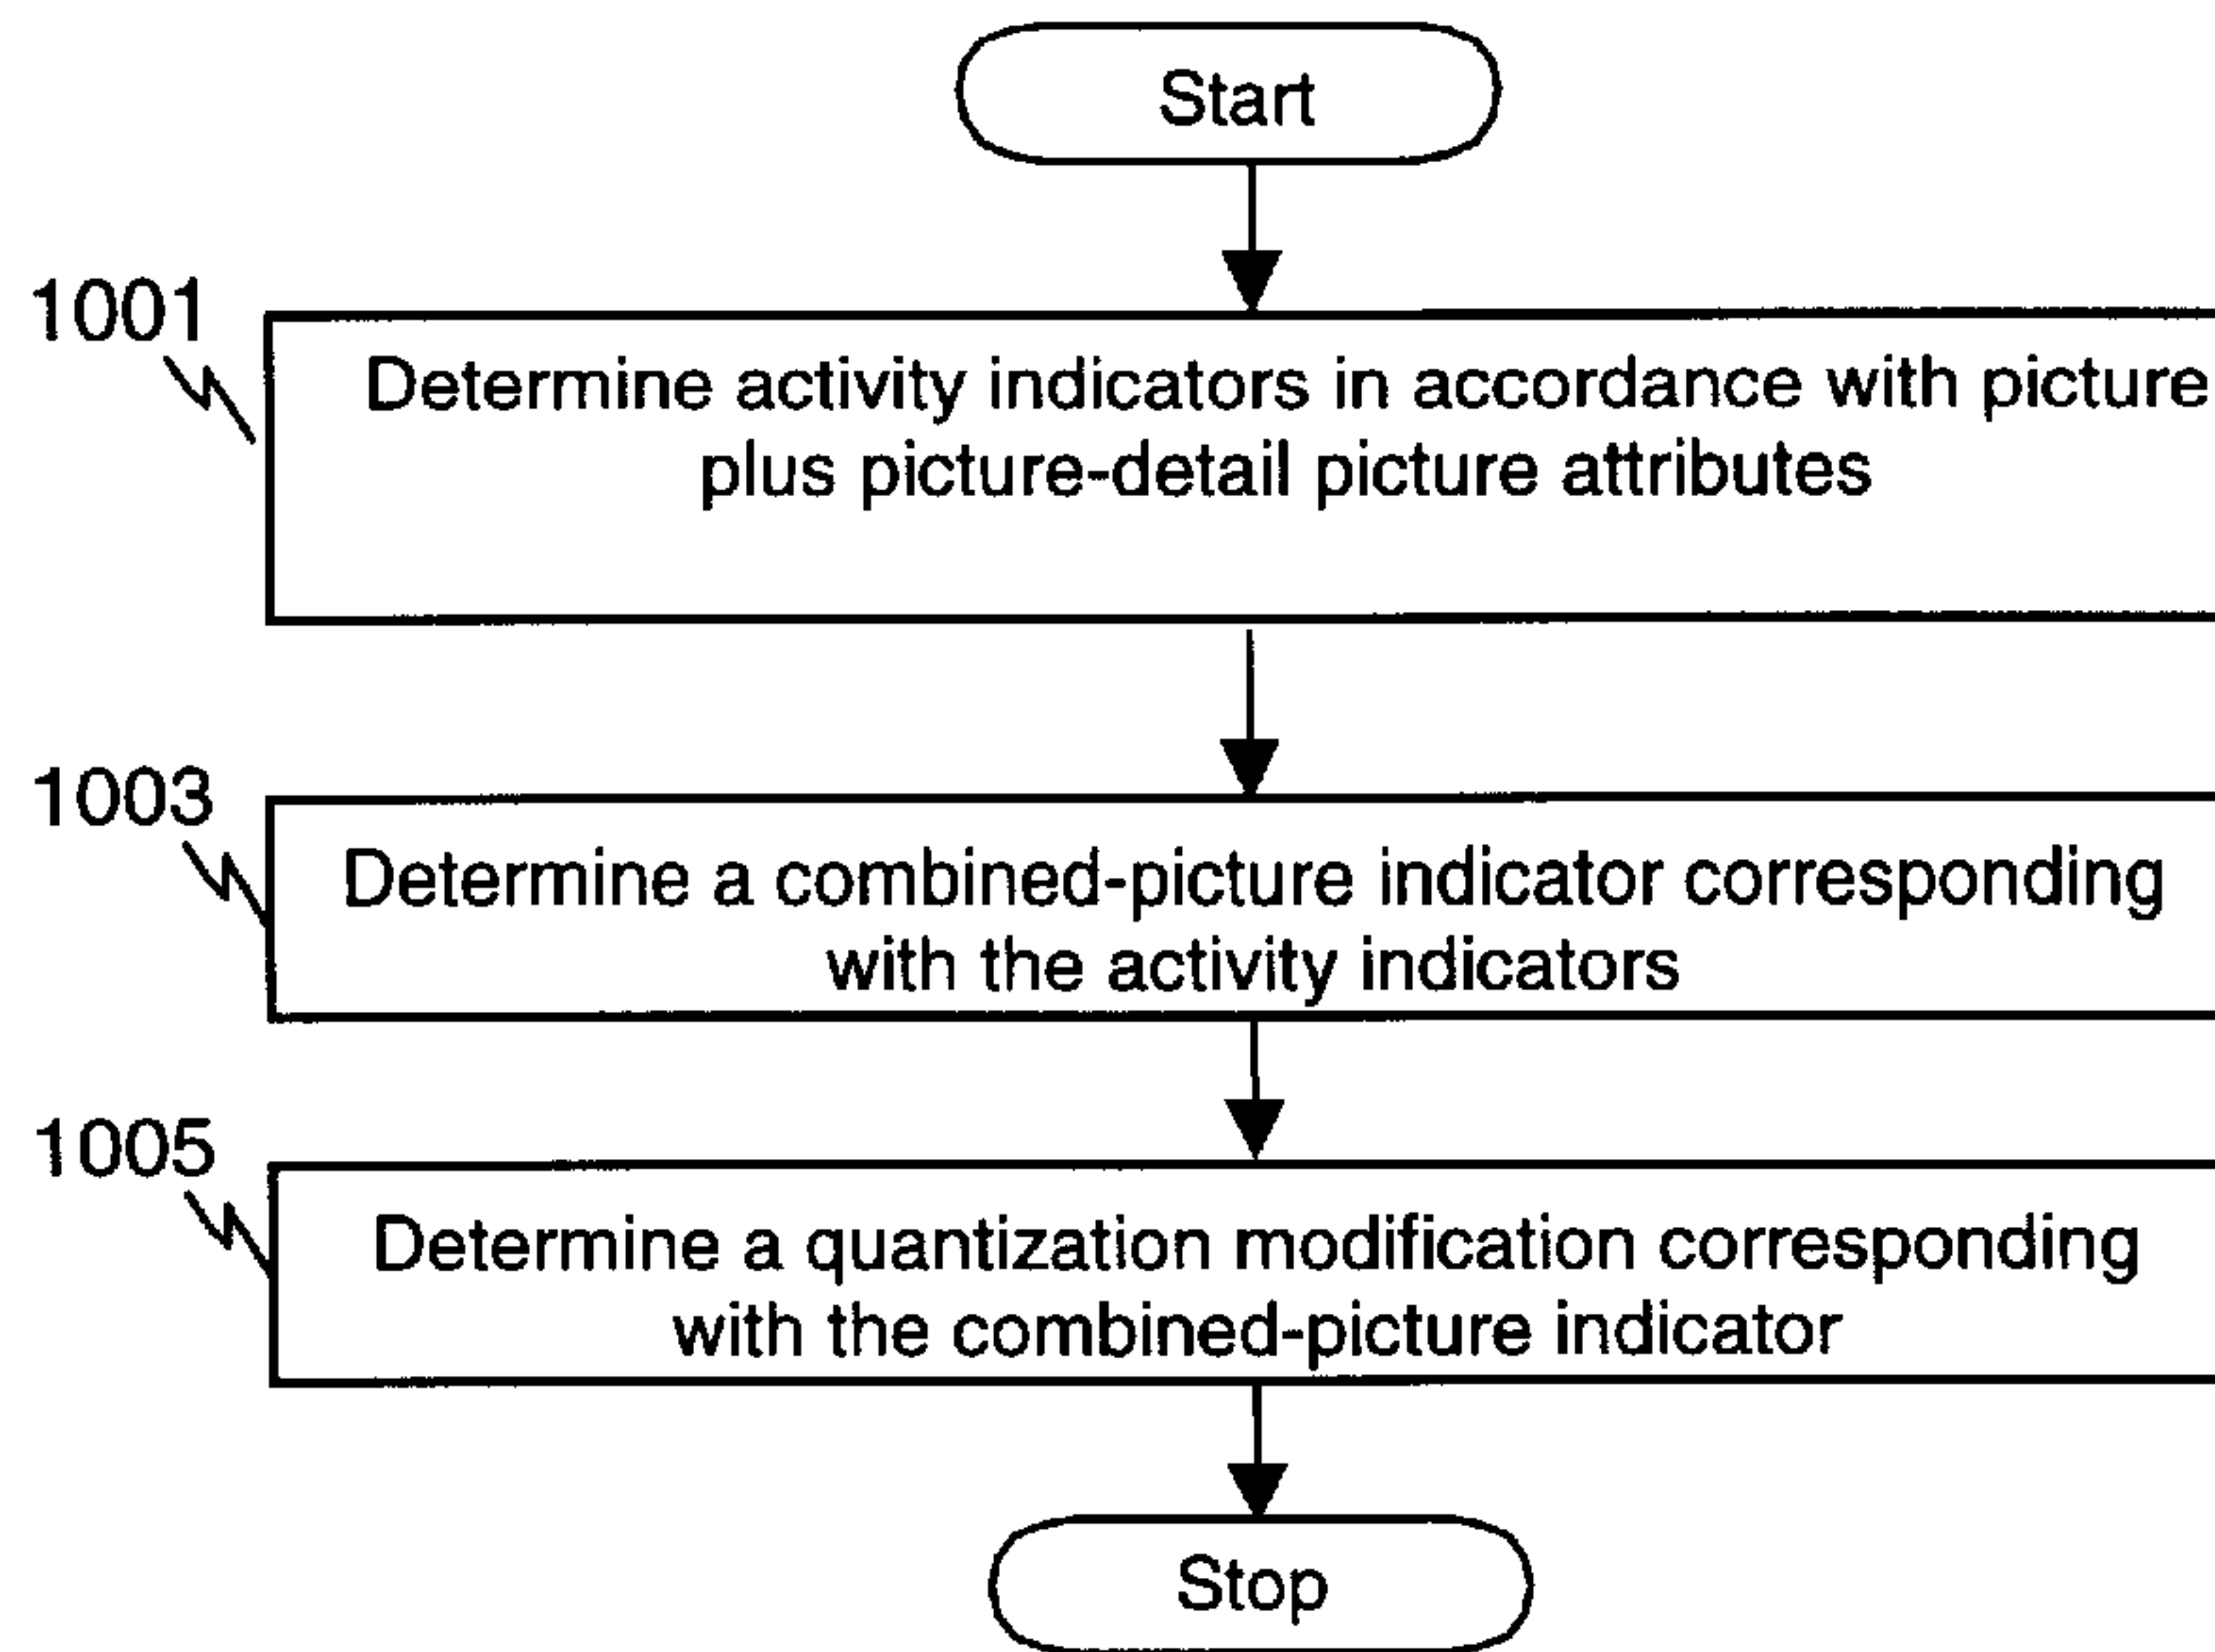 Start
1001
Determine activity indicators in accordance with picture
plus picture-detail picture attributes
1003
Determine a combined-picture indicator corresponding
with the activity indicators
1005
Determine a quantization modification corresponding
with the combined-picture indicator
Stop